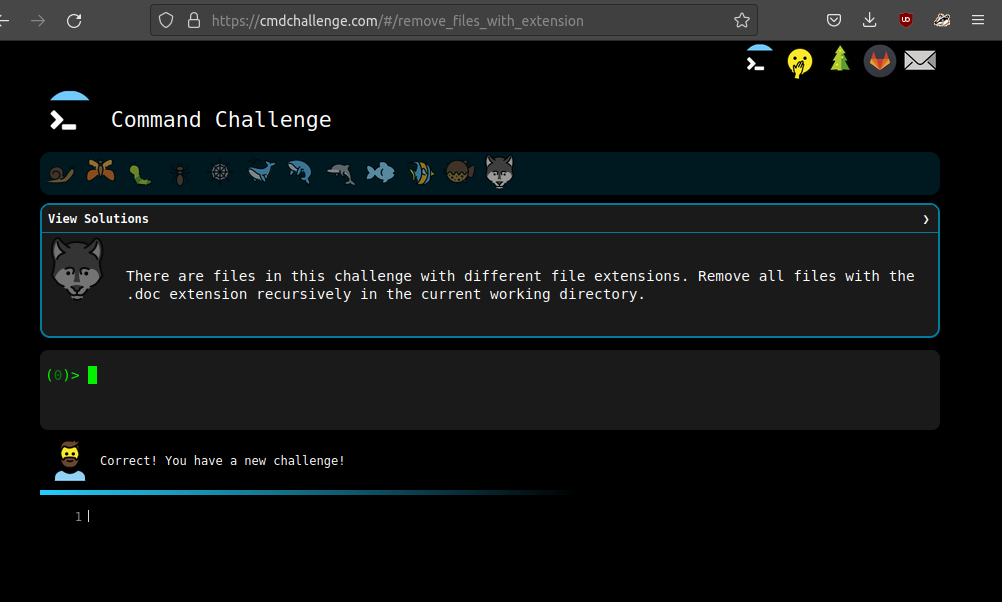 https://cmdchallenge.com/#/remove_files_with_extension
Command Challenge
View Solutions
There are files in this challenge with different file extensions. Remove all files with the
.doc extension recursively in the current working directory.
(0)>
Correct! You have a new challenge!
1